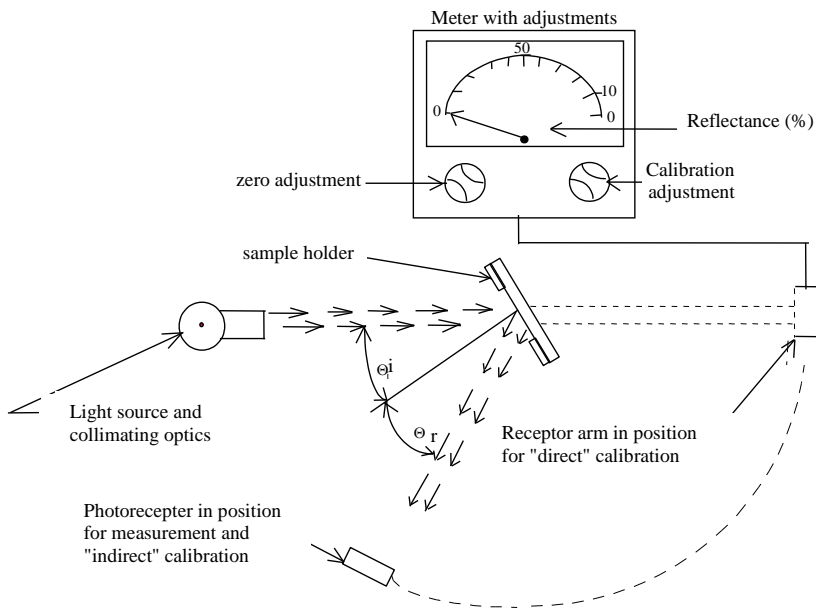 Meter with adjustments
50
10
0
0
Reflectance (%)
zero adjustment
Calibration
adjustment
sample holder
Θ i i
Θ r
Light source and
collimating optics
Receptor arm in position
for "direct" calibration
Photorecepter in position
for measurement and
"indirect" calibration